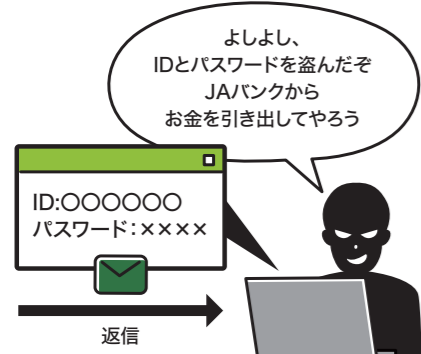 よしよし、
IDとパスワードを盗んだぞ
JAバンクから
お金を引き出してやろう
ID:〇〇〇〇〇〇
パスワード:××××
返信